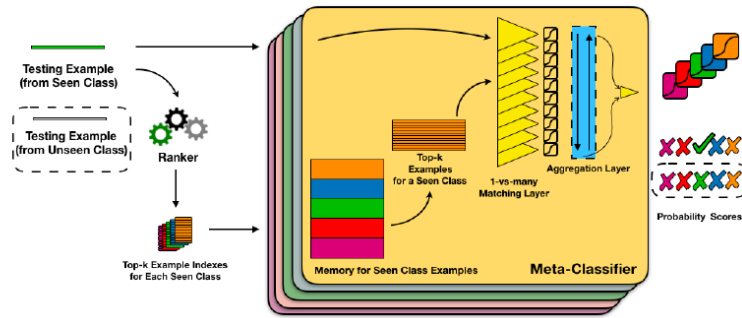 Testing Example
(from Seen Class)
Testing Example
(from Unseen Class)
Ranker
Top-k Example Indexes
for Each Seen Class
Top-k
Examples
for a Seen Class
Memory for Seen Class Examples
1-vs-many
Matching Layer
Aggregation Layer
Meta-Classifier
Probability Scores